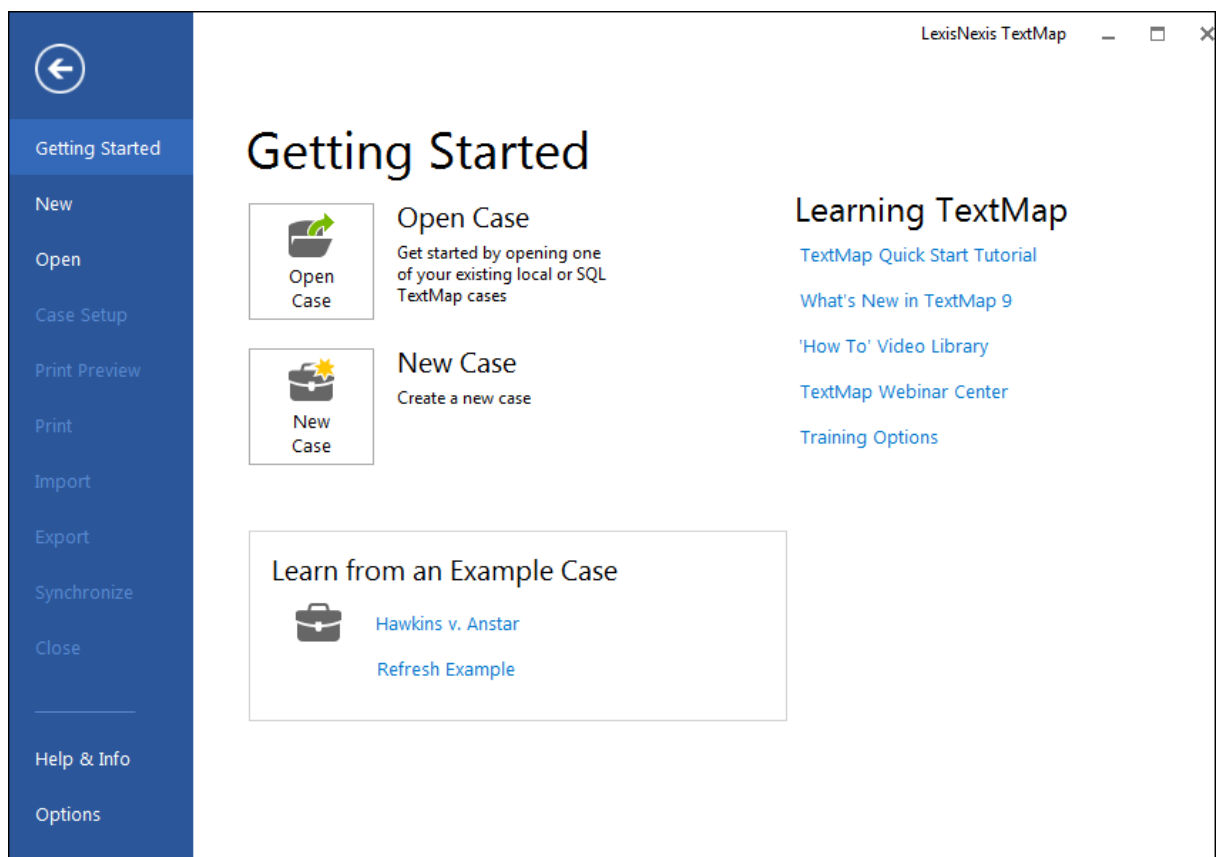 LexisNexis TextMap
Getting Started
New
Open
Case Setup
Print Preview
Print
Import
Export
Synchronize
Close
Help & Info
Options
Getting Started
Open
Case
Open Case
Get started by opening one
of your existing local or SQL
TextMap cases
New
Case
New Case
Create a new case
Learn from an Example Case
Hawkins v. Anstar
Refresh Example
Learning TextMap
TextMap Quick Start Tutorial
What's New in TextMap 9
'How To' Video Library
TextMap Webinar Center
Training Options